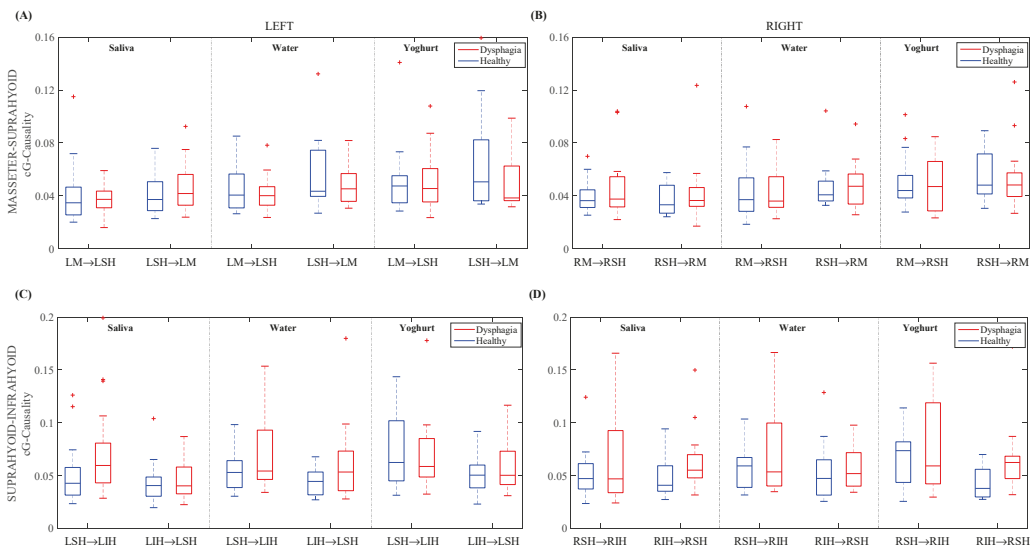 (A)
LEFT
(B)
RIGHT
0.16
Saliva
Water
Yoghurt
Dysphagia
Healthy
0.16
Saliva
Water
Yoghurt
Dysphagia
Healthy
MASSETER-SUPRAHYOID
cG-Causality
0.12
0.08
0.04
0
0.12
0.08
0.04
0
LM→LSH
LSH→LM
LM→LSH
LSH→LM
LM→LSH
LSH→LM
RM→RSH
RSH→RM
RM→RSH
RSH→RM
RM→RSH
RSH→RM
(C)
(D)
0.2
Saliva
Water
Yoghurt
Dysphagia
Healthy
0.2
Saliva
Water
Yoghurt
Dysphagia
Healthy
SUPRAHYOID-INFRAHYOID
cG-Causality
0.15
0.1
0.05
0
0.15
0.1
0.05
0
LSH→LIH
LIH→LSH
LSH→LIH
LIH→LSH
LSH→LIH
LIH→LSH
RSH→RIH
RIH→RSH
RSH→RIH
RIH→RSH
RSH→RIH
RIH→RSH